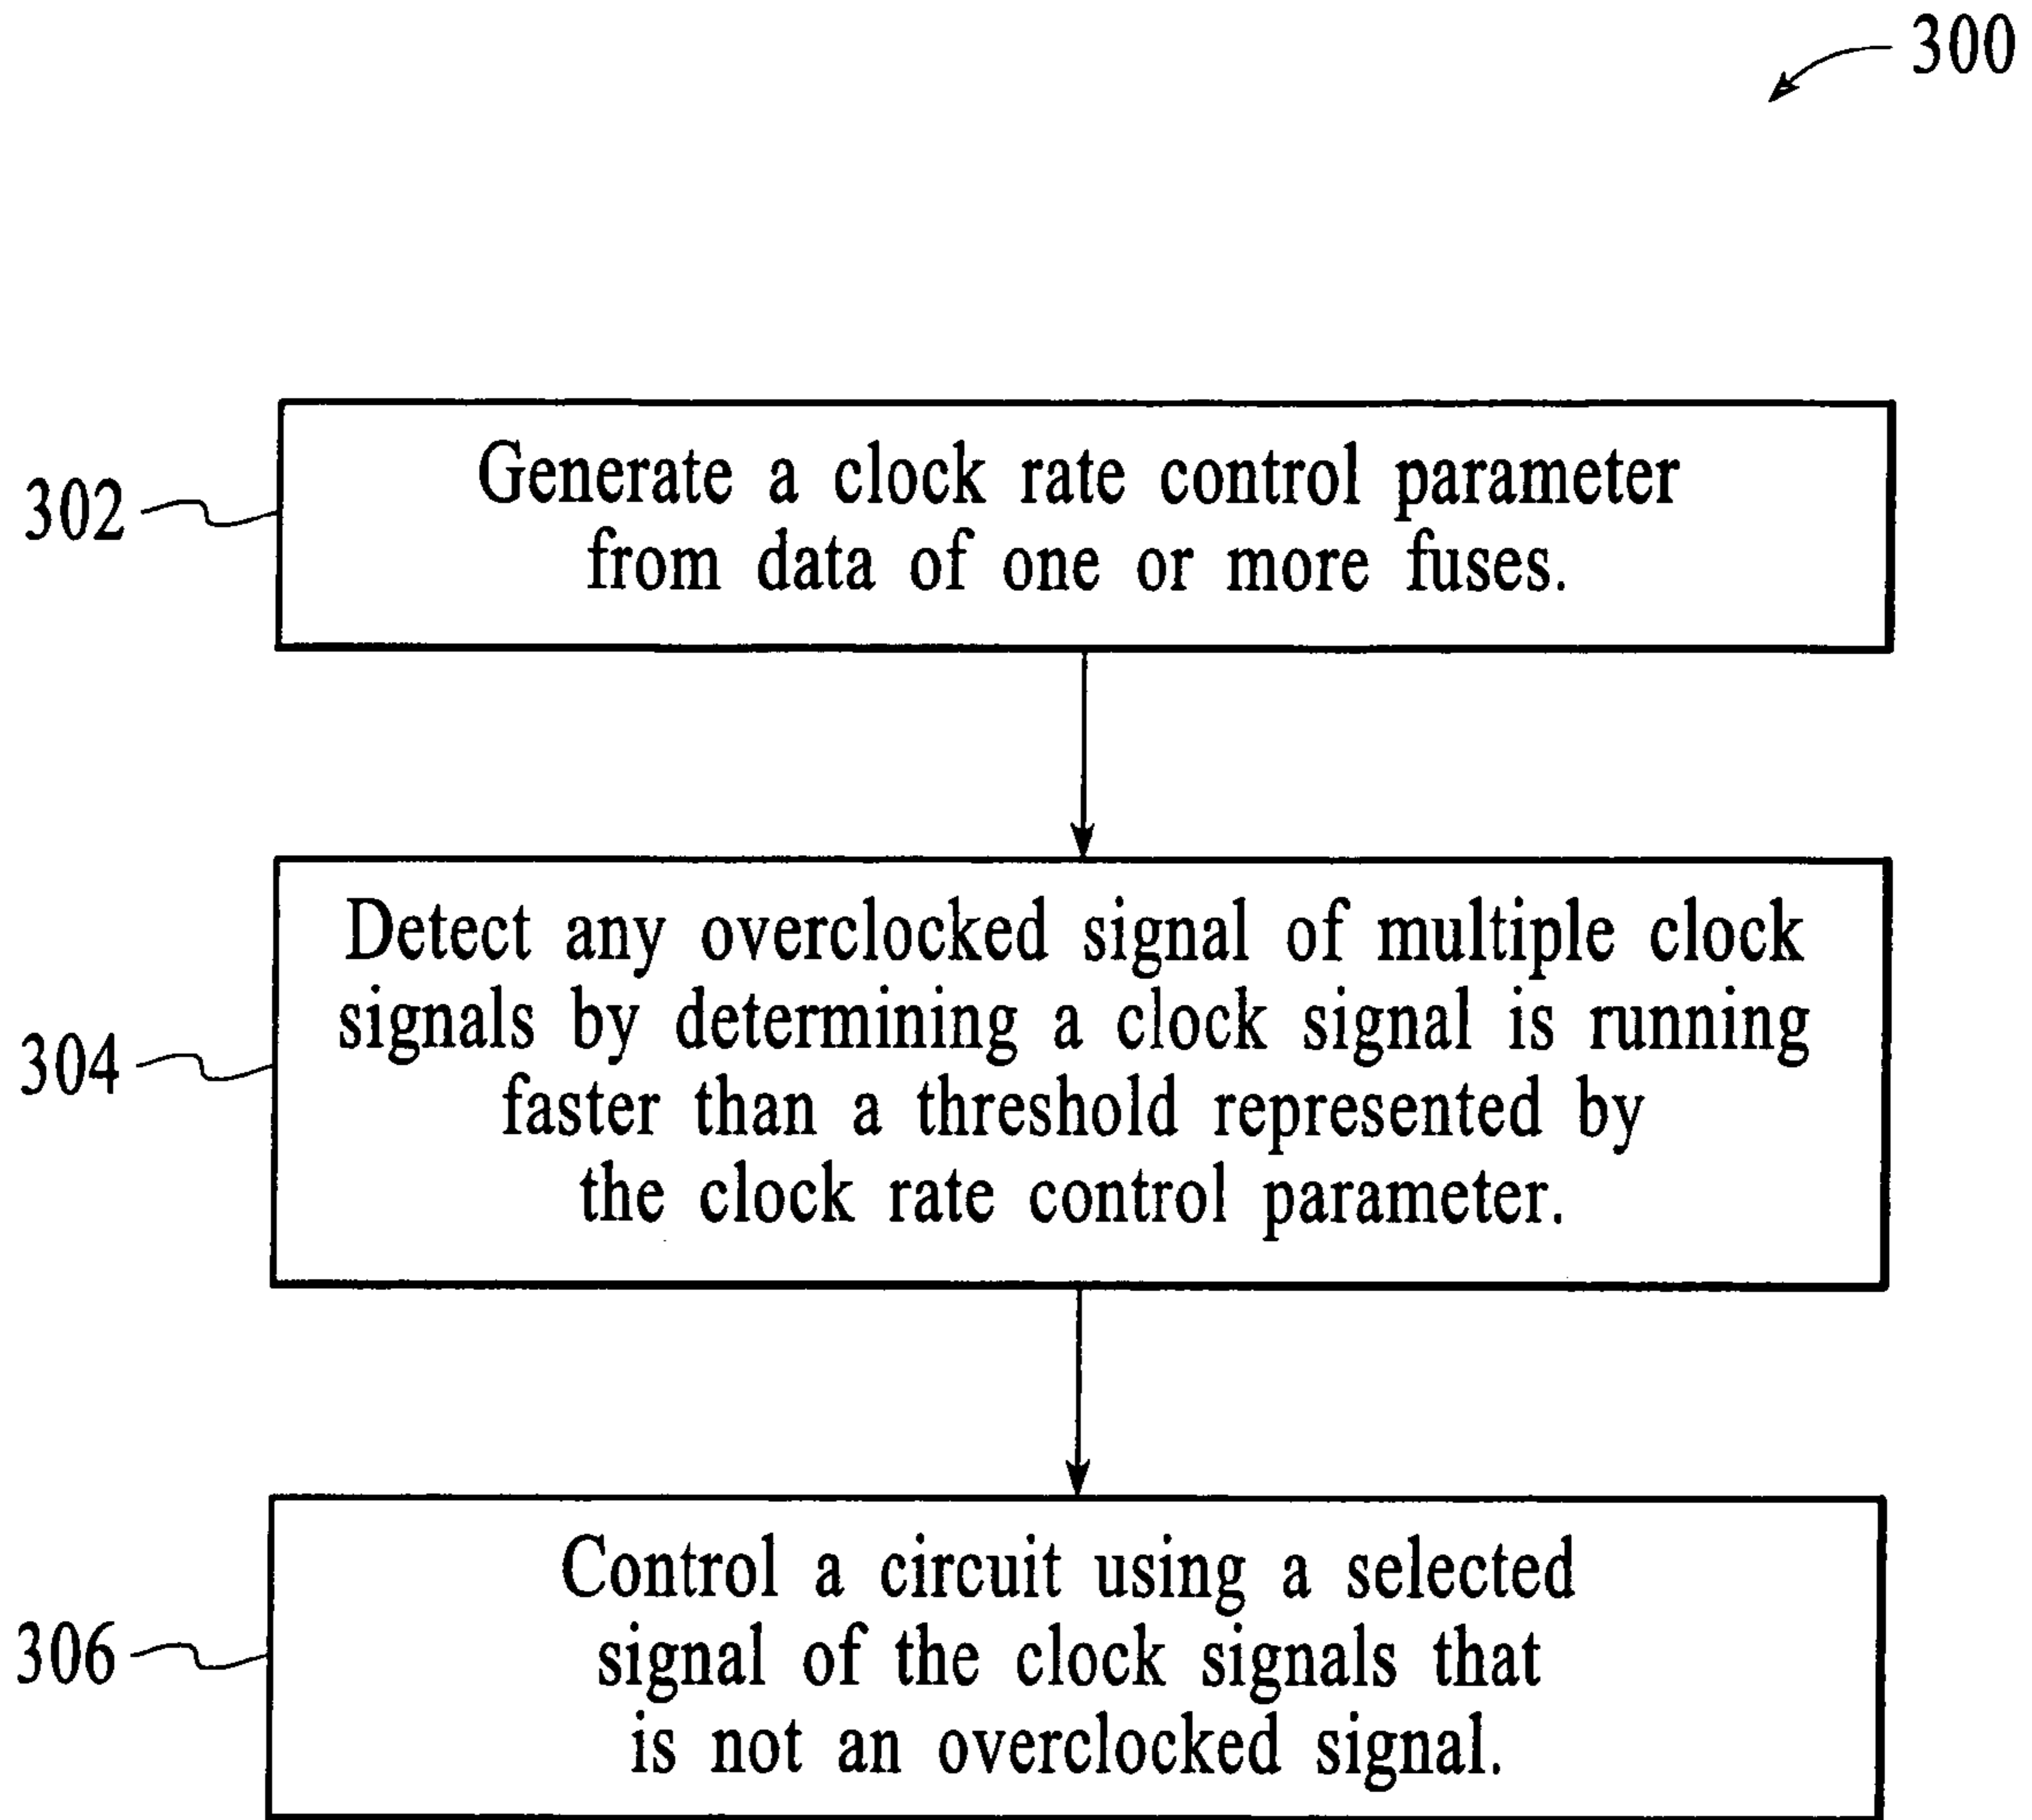 300
302
Generate a clock rate control parameter
from data of one or more fuses.
304
Detect any overclocked signal of multiple clock
signals by determining a clock signal is running
faster than a threshold represented by
the clock rate control parameter.
306
Control a circuit using a selected
signal of the clock signals that
is not an overclocked signal.